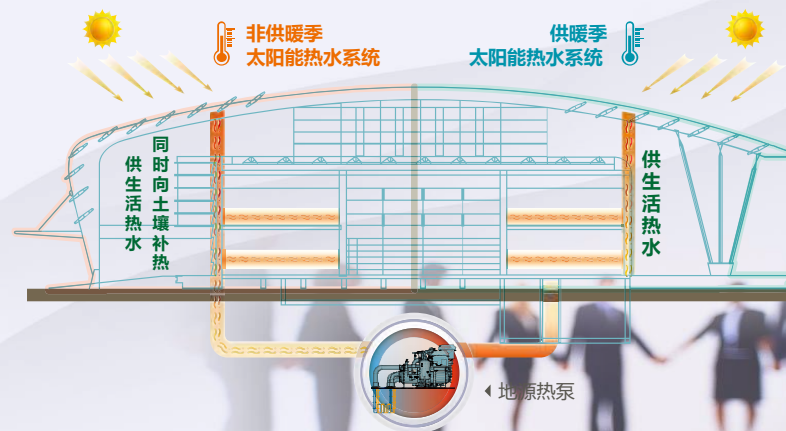 非供暖季
太阳能热水系统
供暖季
太阳能热水系统
同时向土壤补热
供生活热水
供生活热水
地源热泵